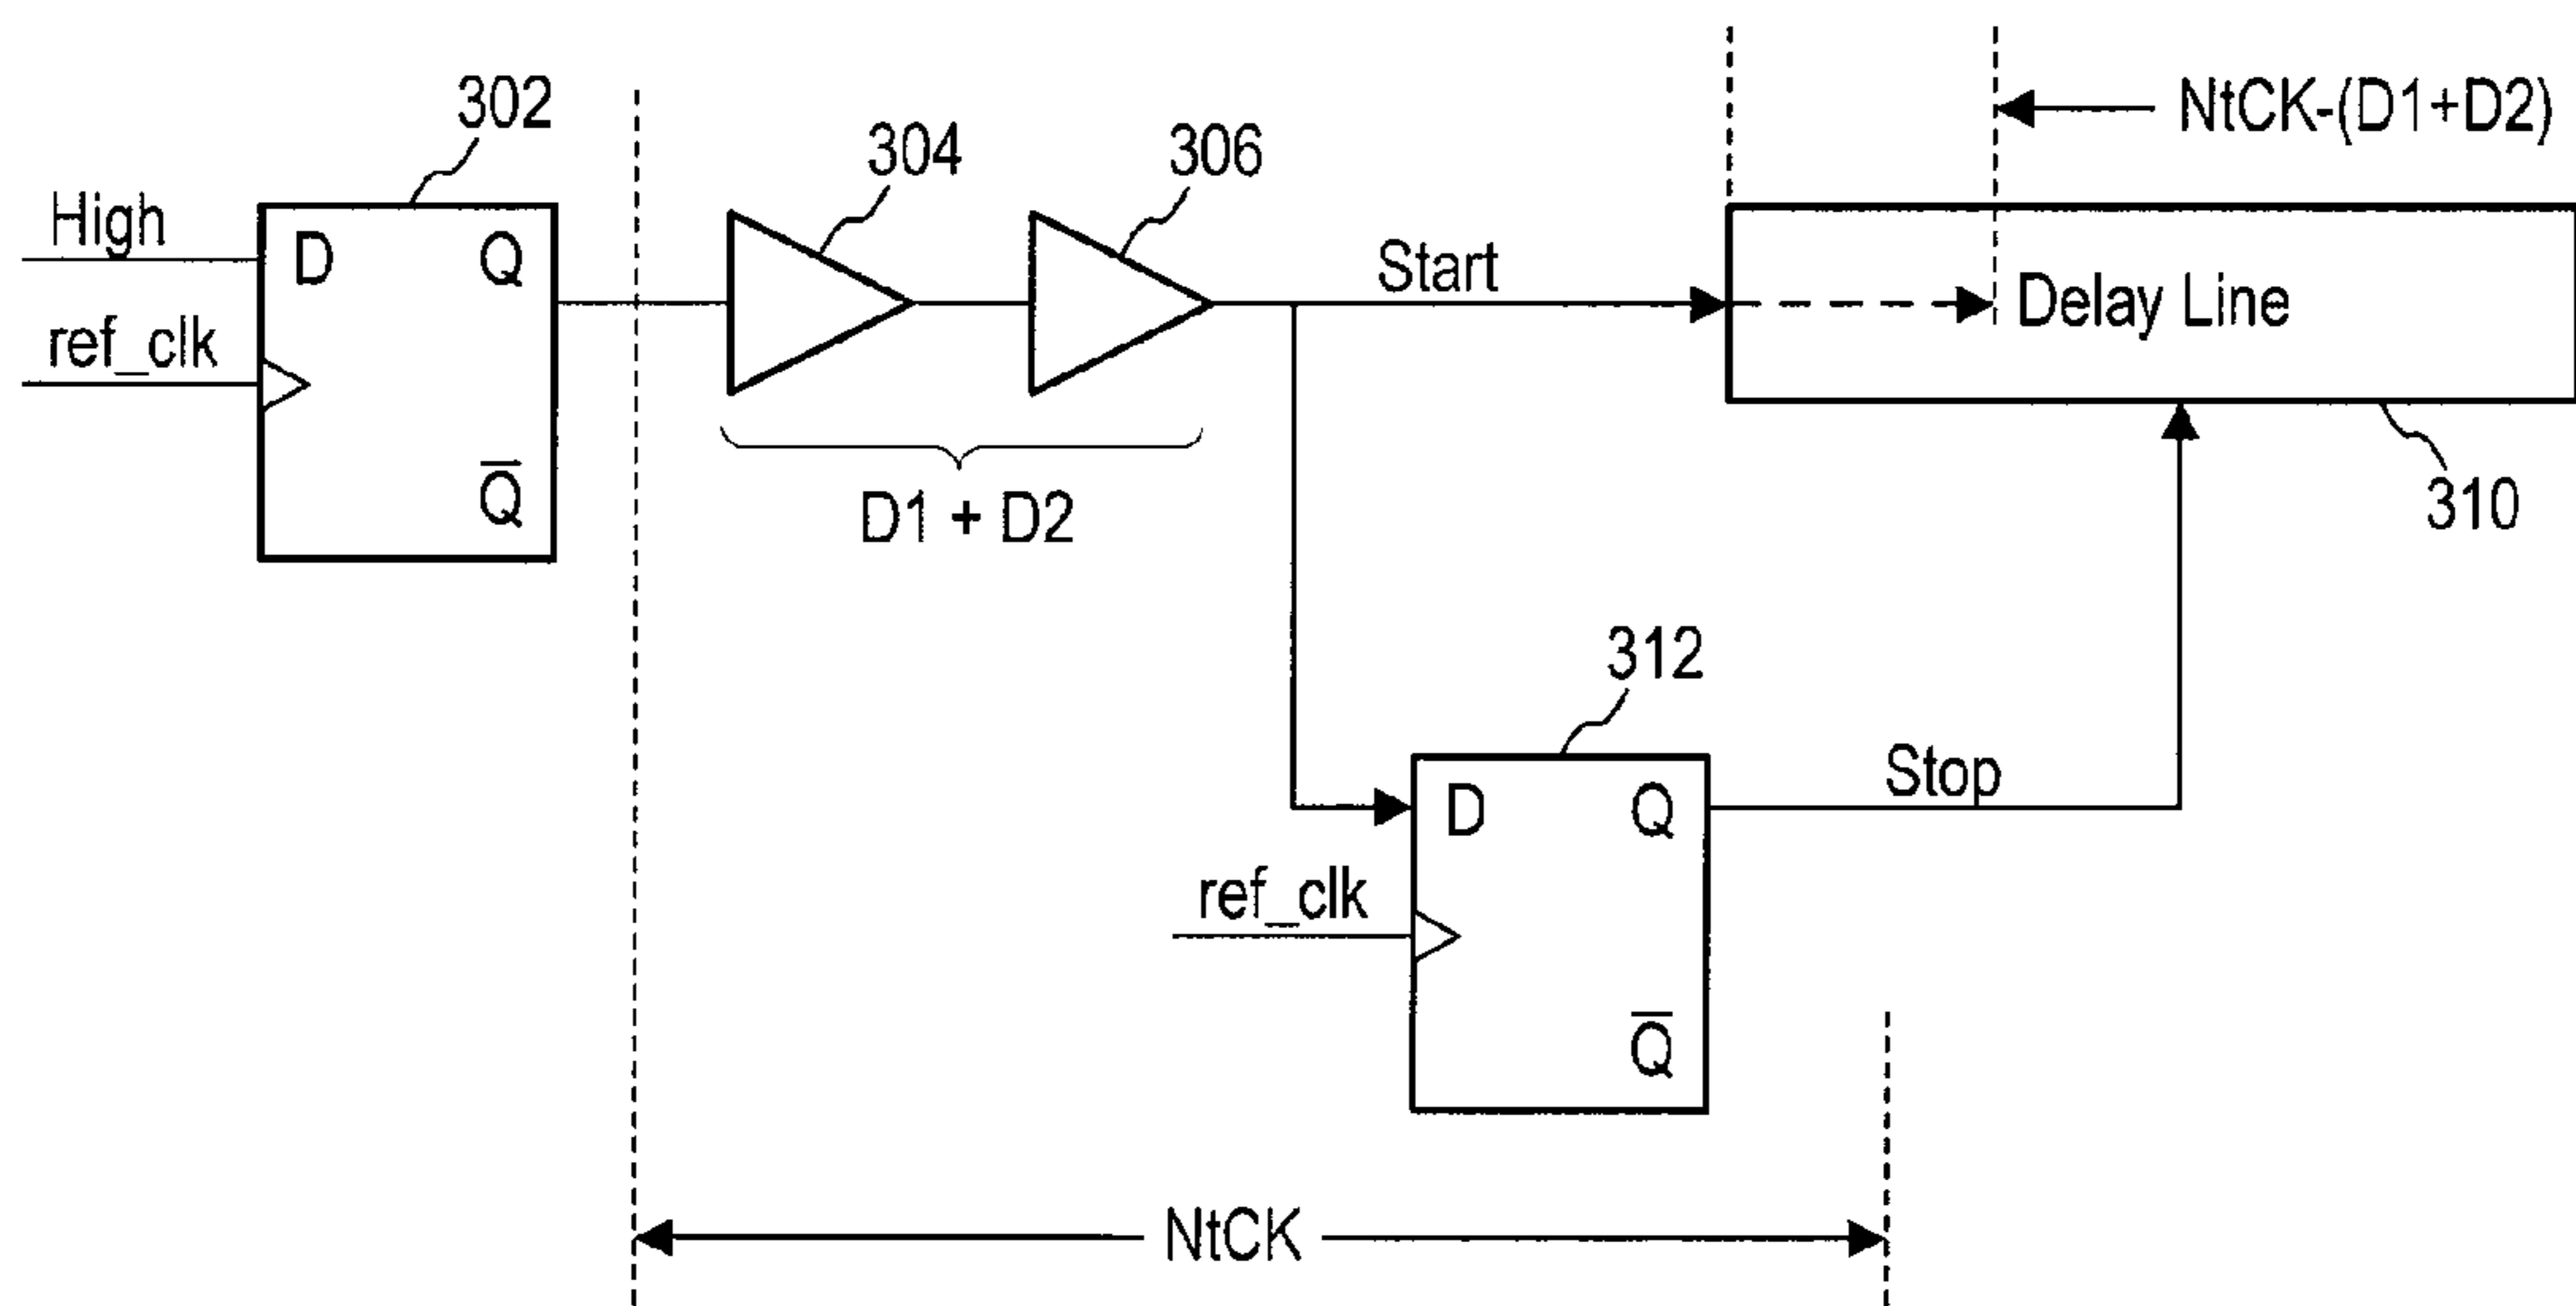 302
304
306
NtCK-(D1+D2)
High
D
Q
Start
ref_clk
Delay Line
Q̅
D1 + D2
310
312
Stop
D
Q
ref_clk
Q̅
NtCK